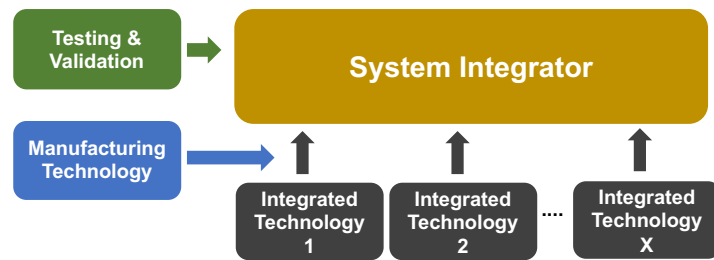 Testing &
Validation
System Integrator
Manufacturing
Technology
Integrated
Technology
1
Integrated
Technology
2
....
Integrated
Technology
X